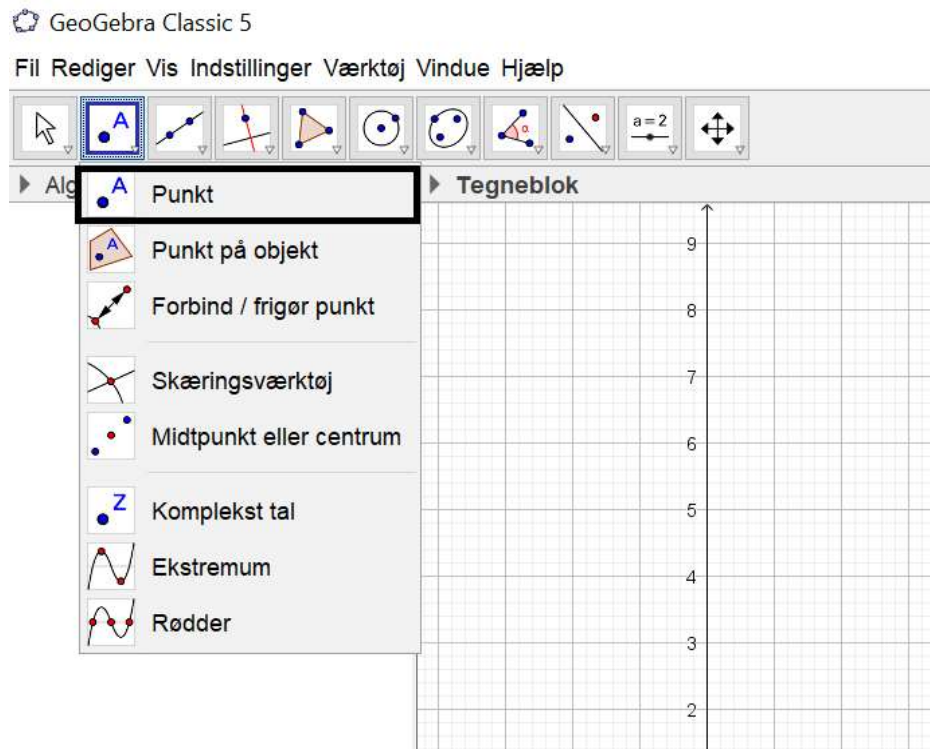 GeoGebra Classic 5
Fil Rediger Vis Indstillinger Værktøj Vindue Hjælp
A
α
a=2
Alg
Tegneblok
A Punkt
A Punkt på objekt
Forbind / frigør punkt
Skæringsværktøj
Midtpunkt eller centrum
Z Komplekst tal
Ekstremum
Rødder
9
8
7
6
5
4
3
2